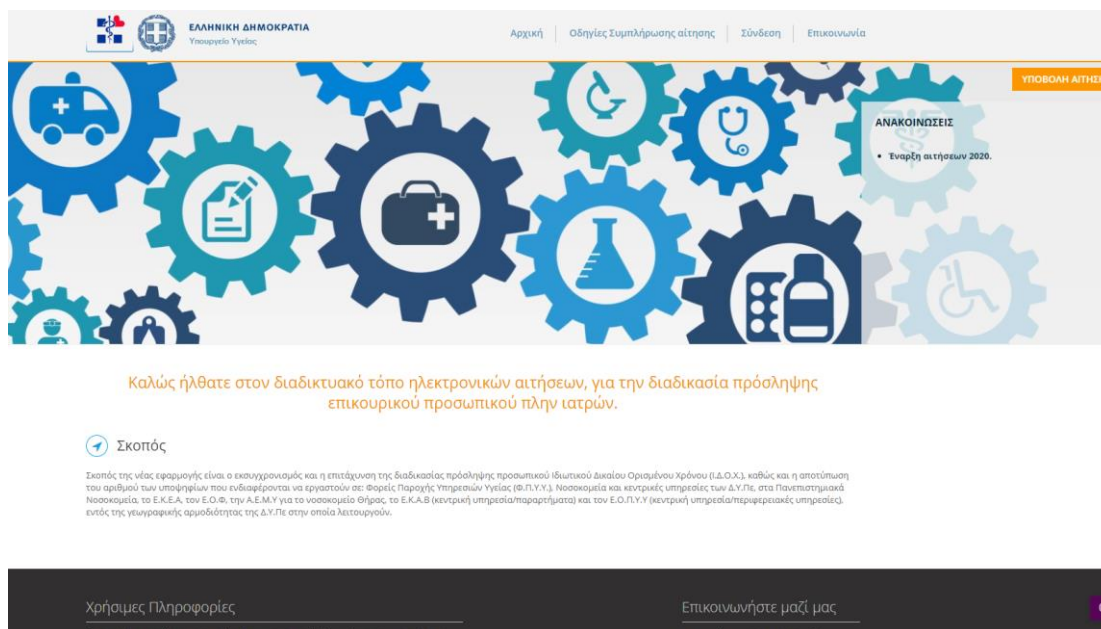 ΕΛΛΗΝΙΚΗ ΔΗΜΟΚΡΑΤΙΑ
Υπουργείο Υγείας
Αρχική
Οδηγίες Συμπλήρωσης αίτησης
Σύνδεση
Επικοινωνία
ΥΠΟΒΟΛΗ ΑΙΤΗΣΗ
ΑΝΑΚΟΙΝΩΣΕΙΣ
• Έναρξη αιτήσεων 2020.
Καλώς ήλθατε στον διαδικτυακό τόπο ηλεκτρονικών αιτήσεων, για την διαδικασία πρόσληψης
επικουρικού προσωπικού πλην ιατρών.
Σκοπός
Σκοπός της νέας εφαρμογής είναι ο εκσυγχρονισμός και η επιτάχυνση της διαδικασίας πρόσληψης προσωπικού Ιδιωτικού Δικαίου Ορισμένου Χρόνου (Ι.Δ.Ο.Χ.), καθώς και η αποτύπωση
του αριθμού των υποψηφίων που ενδιαφέρονται να εργαστούν σε: Φορείς Παροχής Υπηρεσιών Υγείας (Φ.Π.Υ.Υ.), Νοσοκομεία και κεντρικές υπηρεσίες των Δ.Υ.Πε, στα Πανεπιστημιακά
Νοσοκομεία, το Ε.Κ.Ε.Α, τον Ε.Ο.Φ, την Α.Ε.Μ.Υ για το νοσοκομείο Θήρας, το Ε.Κ.Α.Β (κεντρική υπηρεσία/παραρτήματα) και τον Ε.Ο.Π.Υ.Υ (κεντρική υπηρεσία/περιφερειακές υπηρεσίες),
εντός της γεωγραφικής αρμοδιότητας της Δ.Υ.Πε στην οποία λειτουργούν.
Χρήσιμες Πληροφορίες
Επικοινωνήστε μαζί μας